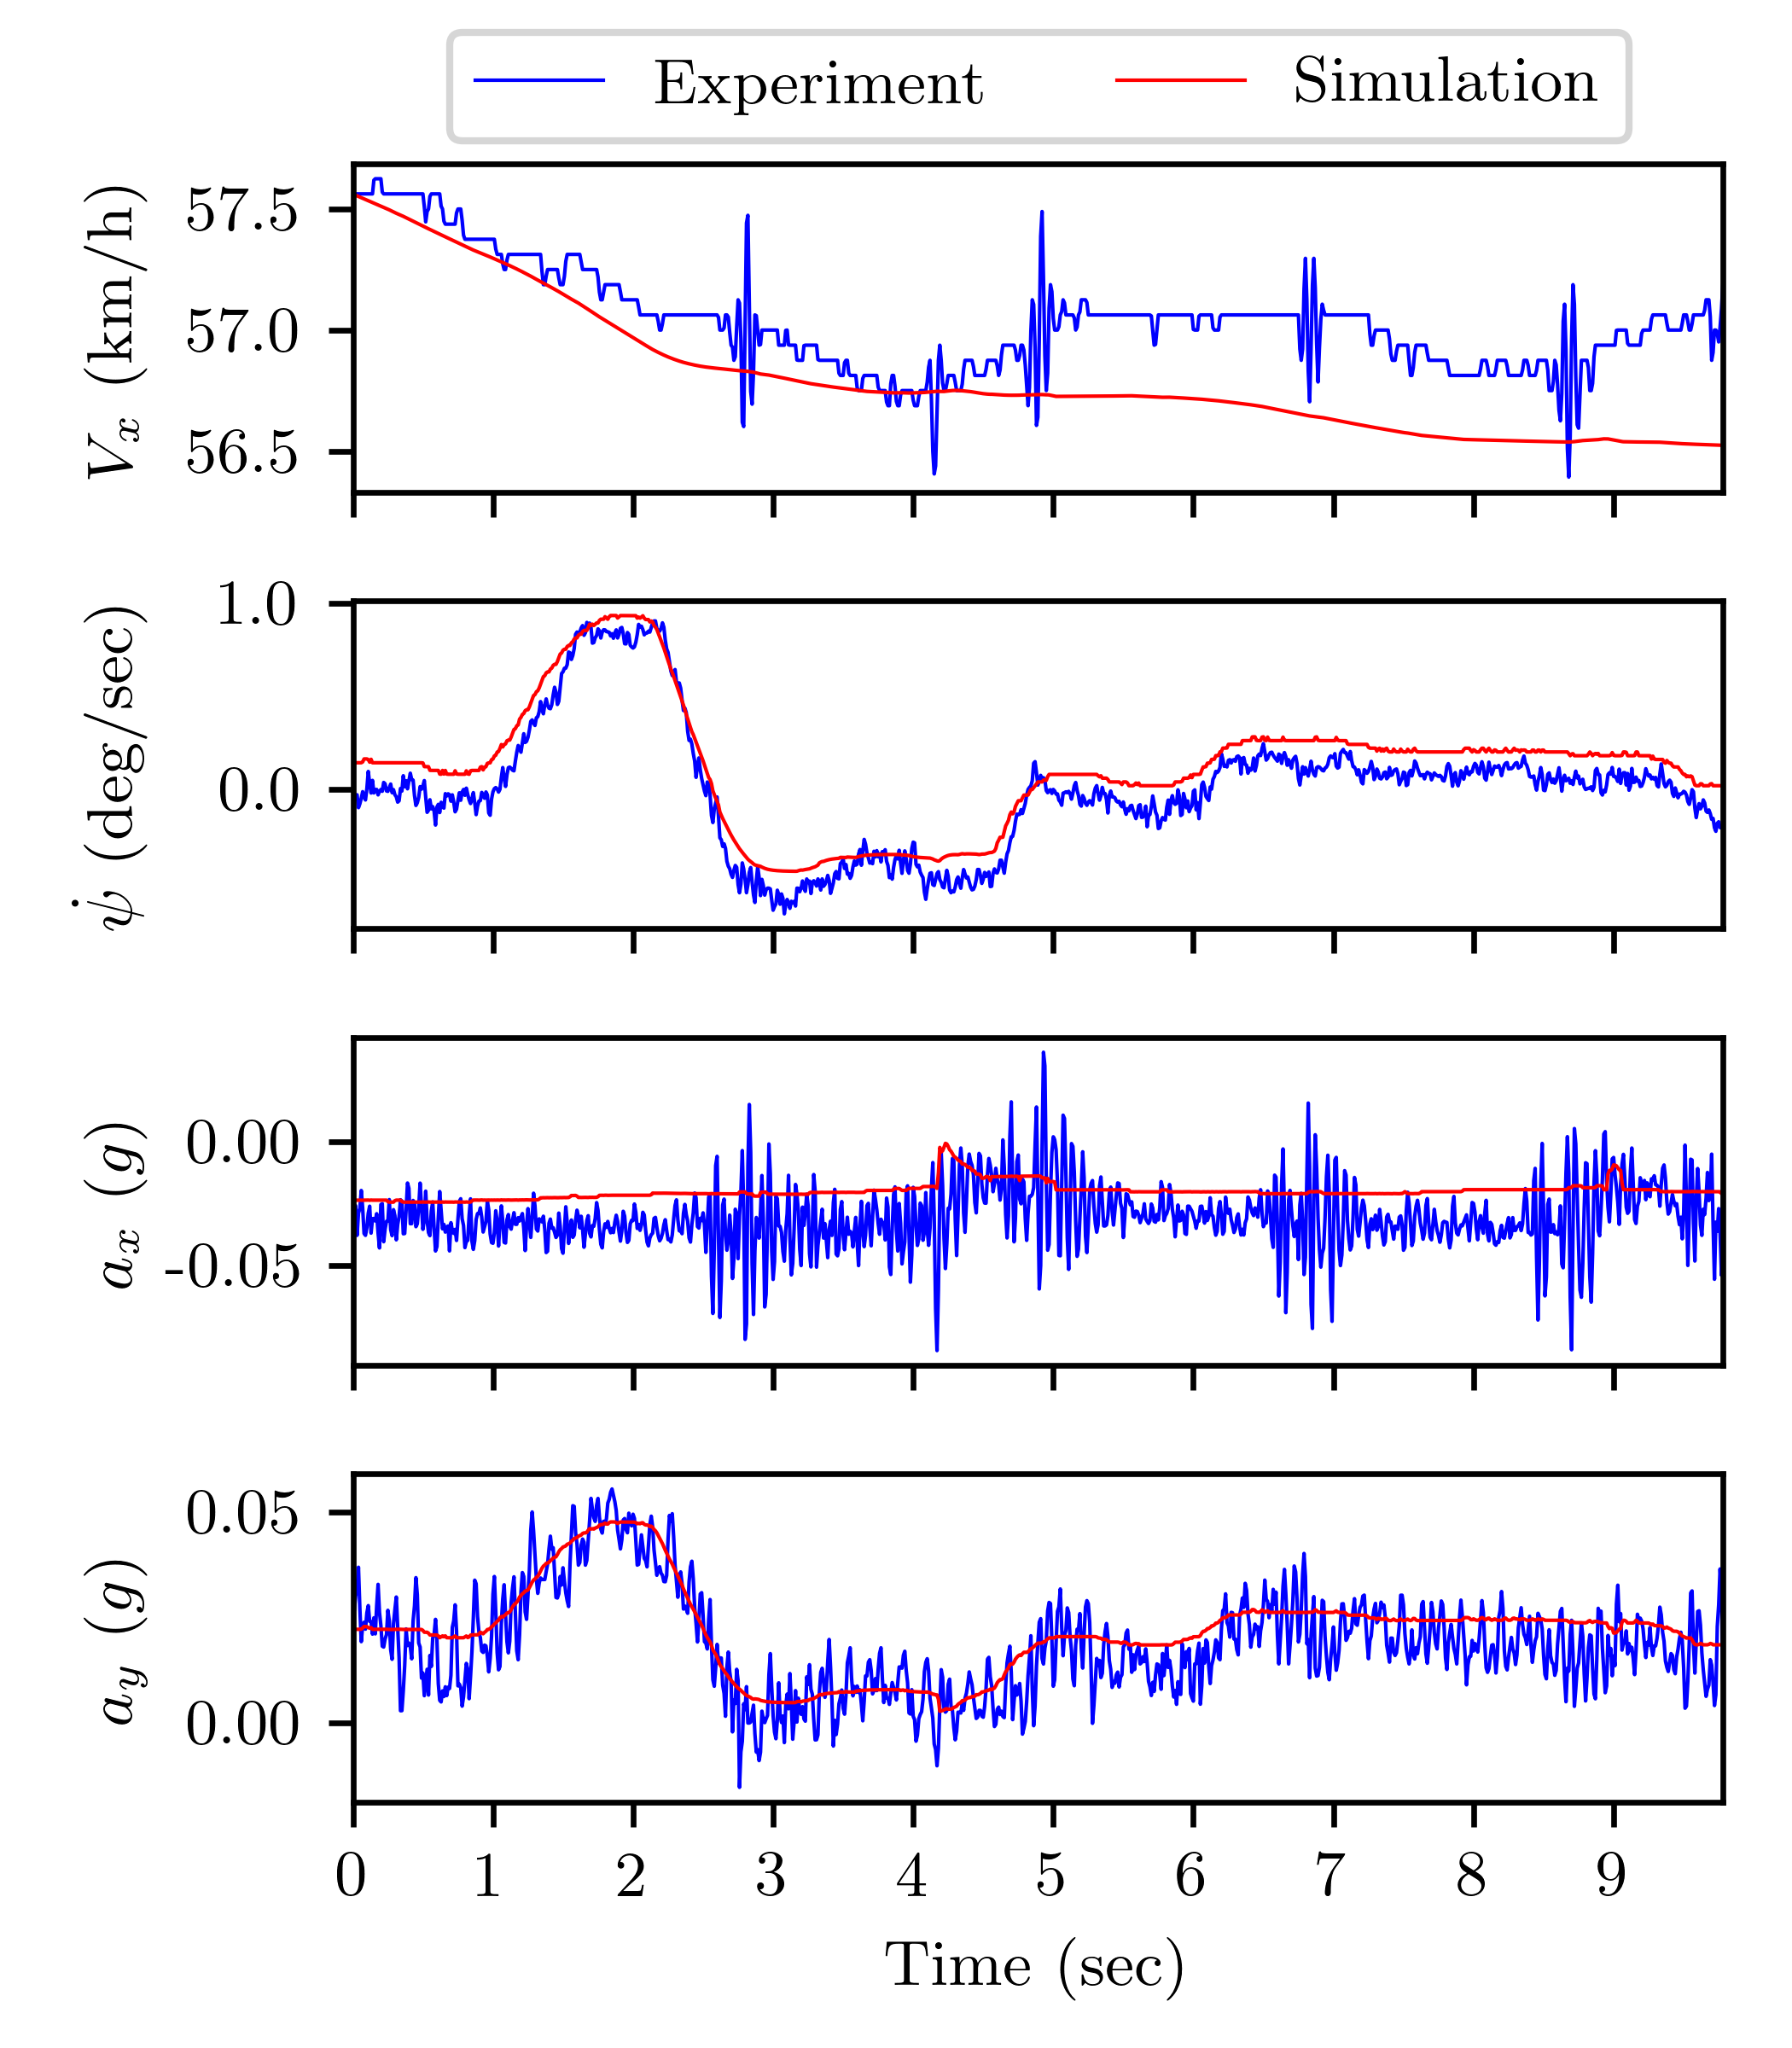 Experiment Simulation
57.5
57.0
56.5
Vx (km/h)
1.0
0.0
ψ̇ (deg/sec)
0.00
-0.05
ax (g)
0.05
0.00
ay (g)
0 1 2 3 4 5 6 7 8 9
Time (sec)